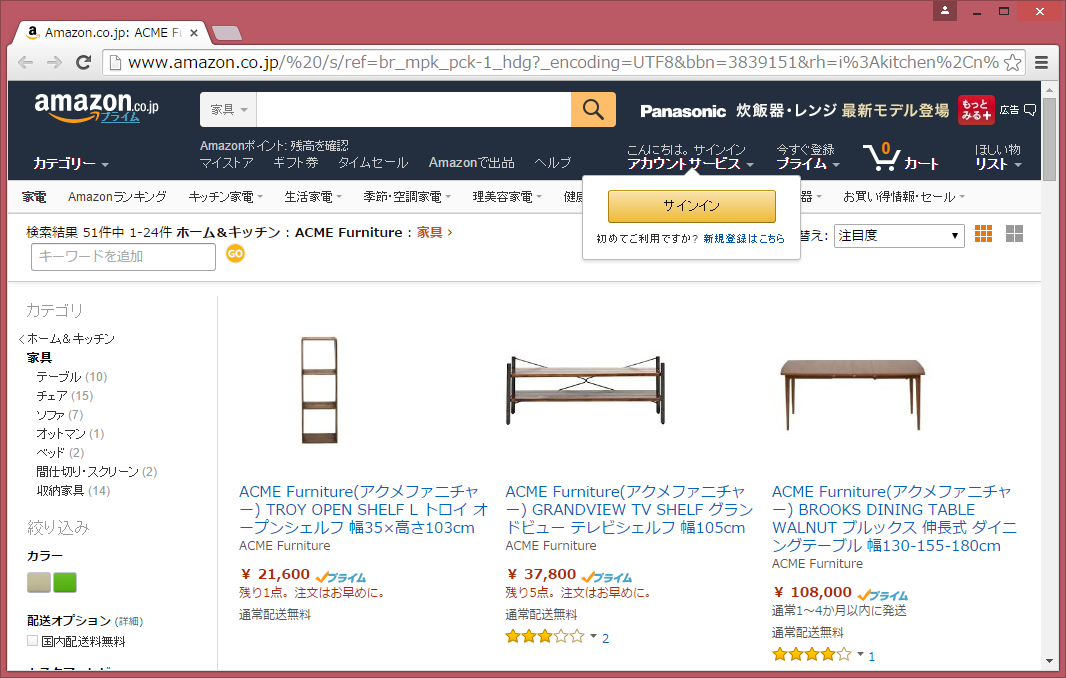 Amazon.co.jp: ACME Fu
www.amazon.co.jp/%20/s/ref=br_mpk_pck-1_hdg?_encoding=UTF8&bbn=3839151&rh=i%3Akitchen%2Cn%
amazon.co.jp
プライム
家具
Panasonic 炊飯器・レンジ 最新モデル登場
もっと
みる+
広告
Amazonポイント: 残高を確認
カテゴリー
マイストア ギフト券 タイムセール Amazonで出品 ヘルプ
こんにちは。サインイン
アカウントサービス
今すぐ登録
プライム
0
カート
ほしい物
リスト
家電 Amazonランキング キッチン家電 生活家電 季節・空調家電 理美容家電 健康 器 お買い得情報・セール
サインイン
初めてご利用ですか? 新規登録はこちら
検索結果 51件中 1-24件 ホーム&キッチン : ACME Furniture : 家具 ›
替え: 注目度
キーワードを追加
GO
カテゴリ
ホーム&キッチン
家具
テーブル (10)
チェア (15)
ソファ (7)
オットマン (1)
ベッド (2)
間仕切り・スクリーン (2)
収納家具 (14)
絞り込み
カラー
配送オプション (詳細)
国内配送料無料
ACME Furniture(アクメファニチャ
ー) TROY OPEN SHELF L トロイ オ
ープンシェルフ 幅35×高さ103cm
ACME Furniture
¥ 21,600 プライム
残り1点。注文はお早めに。
通常配送無料
ACME Furniture(アクメファニチャ
ー) GRANDVIEW TV SHELF グラン
ドビュー テレビシェルフ 幅105cm
ACME Furniture
¥ 37,800 プライム
残り5点。注文はお早めに。
通常配送無料
2
ACME Furniture(アクメファニチャ
ー) BROOKS DINING TABLE
WALNUT ブルックス 伸長式 ダイニ
ングテーブル 幅130-155-180cm
ACME Furniture
¥ 108,000 プライム
通常1~4か月以内に発送
通常配送無料
1